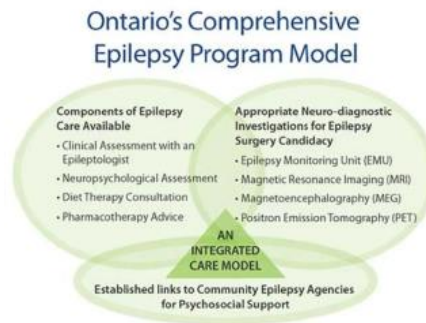 Ontario's Comprehensive
Epilepsy Program Model
Components of Epilepsy
Care Available
• Clinical Assessment with an
Epileptologist
• Neuropsychological Assessment
• Diet Therapy Consultation
• Pharmacotherapy Advice
Appropriate Neuro-diagnostic
Investigations for Epilepsy
Surgery Candidacy
• Epilepsy Monitoring Unit (EMU)
• Magnetic Resonance Imaging (MRI)
• Magnetoencephalography (MEG)
• Positron Emission Tomography (PET)
AN
INTEGRATED
CARE MODEL
Established links to Community Epilepsy Agencies
for Psychosocial Support